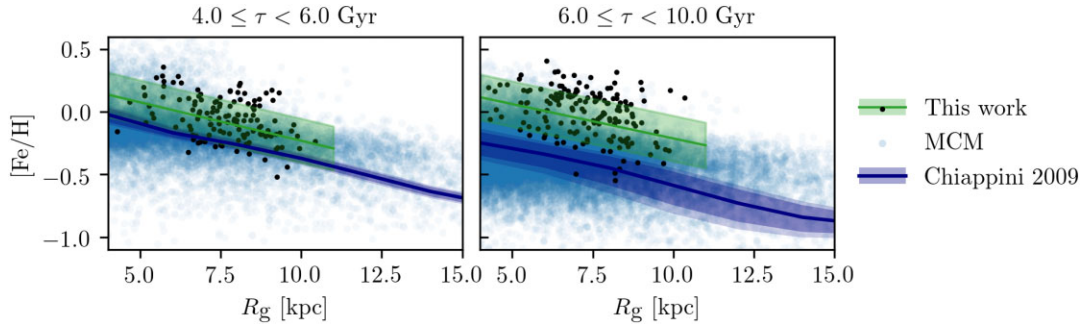 4.0 ≤ τ < 6.0 Gyr
6.0 ≤ τ < 10.0 Gyr
[Fe/H]
0.5
0.0
−0.5
−1.0
5.0 7.5 10.0 12.5 15.0
5.0 7.5 10.0 12.5 15.0
Rg [kpc]
Rg [kpc]
This work
MCM
Chiappini 2009